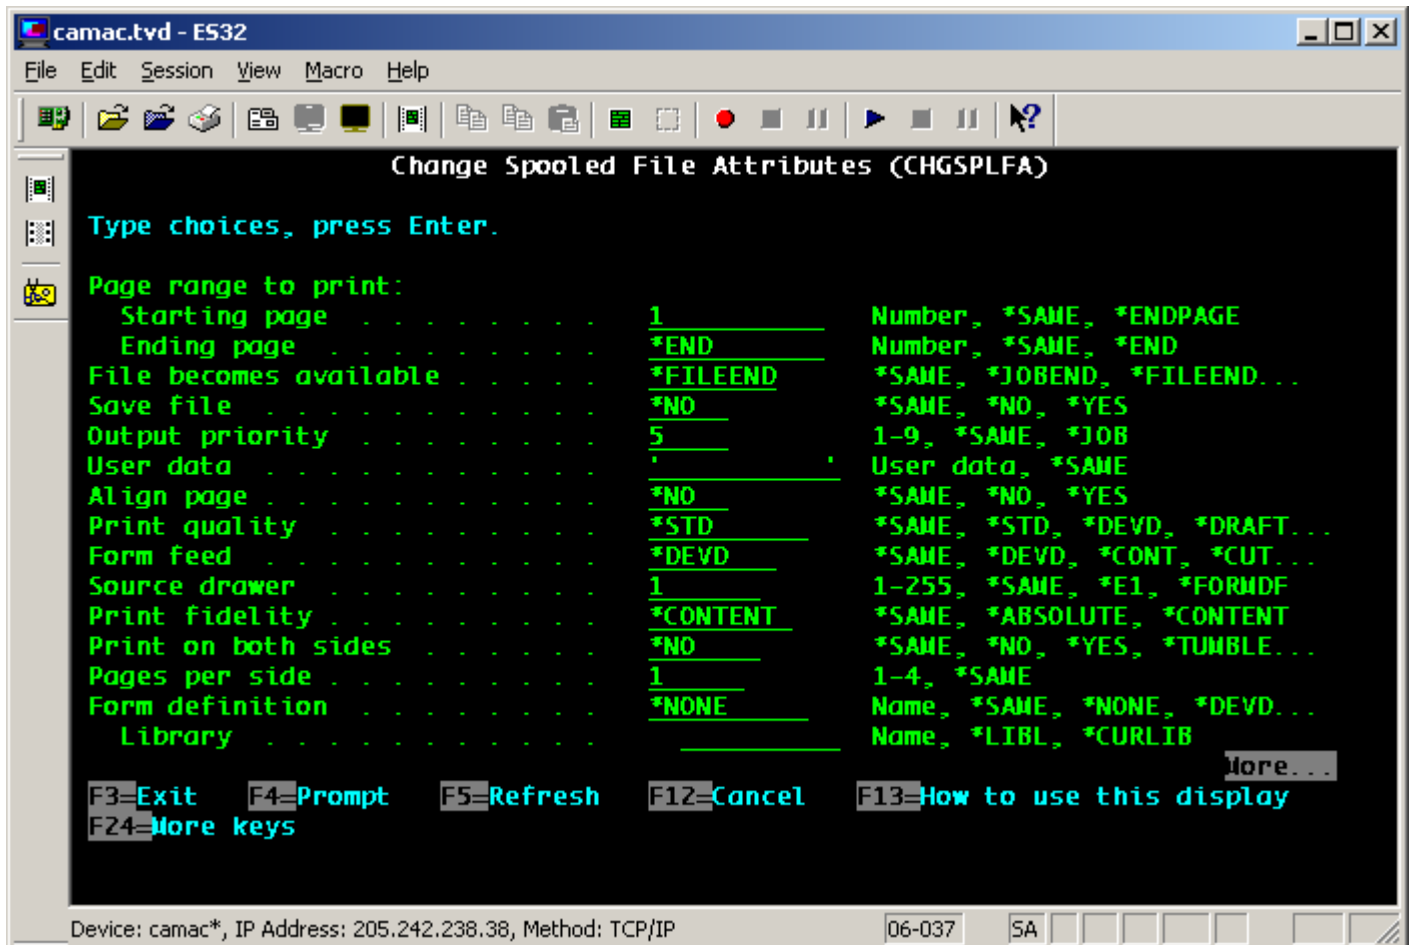 camac.tvd - ES32
File Edit Session View Macro Help
Change Spooled File Attributes (CHGSPLFA)
Type choices, press Enter.
Page range to print:
Starting page . . . . . . . . 1 Number, *SAME, *ENDPAGE
Ending page . . . . . . . . . *END Number, *SAME, *END
File becomes available . . . . . *FILEEND *SAME, *JOBEND, *FILEEND...
Save file . . . . . . . . . . . *NO *SAME, *NO, *YES
Output priority . . . . . . . . 5 1-9, *SAME, *JOB
User data . . . . . . . . . . . ' ' User data, *SAME
Align page . . . . . . . . . . . *NO *SAME, *NO, *YES
Print quality . . . . . . . . . *STD *SAME, *STD, *DEVD, *DRAFT...
Form feed . . . . . . . . . . . *DEVD *SAME, *DEVD, *CONT, *CUT...
Source drawer . . . . . . . . . 1 1-255, *SAME, *E1, *FORMDF
Print fidelity . . . . . . . . . *CONTENT *SAME, *ABSOLUTE, *CONTENT
Print on both sides . . . . . . *NO *SAME, *NO, *YES, *TUMBLE...
Pages per side . . . . . . . . . 1 1-4, *SAME
Form definition . . . . . . . . *NONE Name, *SAME, *NONE, *DEVD...
Library . . . . . . . . . . . Name, *LIBL, *CURLIB
More...
F3=Exit F4=Prompt F5=Refresh F12=Cancel F13=How to use this display
F24=More keys
Device: camac*, IP Address: 205.242.238.38, Method: TCP/IP 06-037 SA